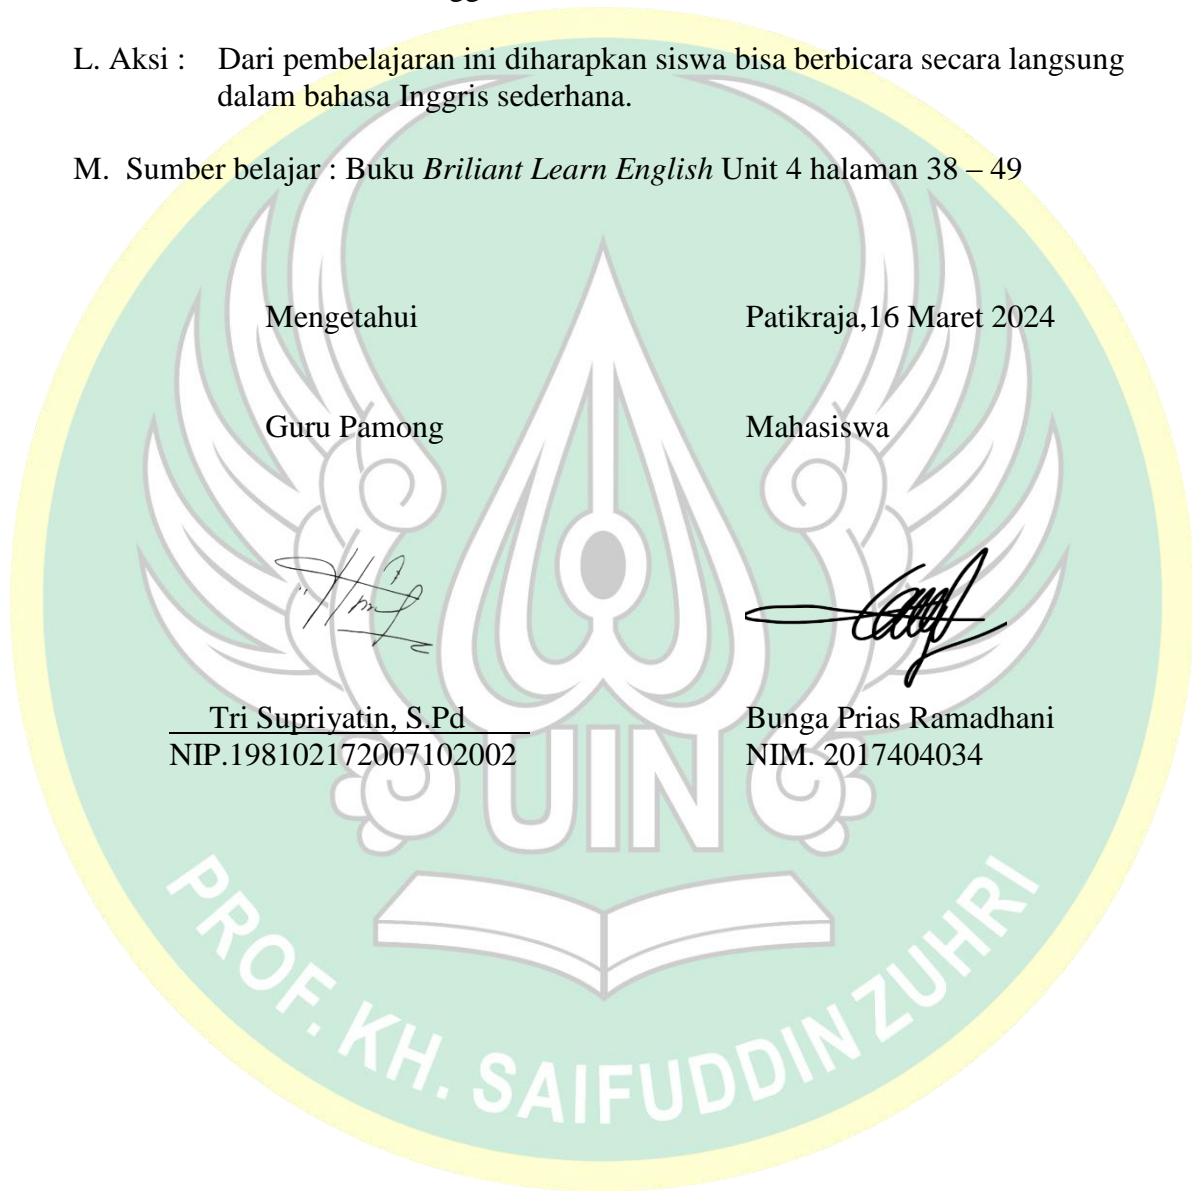 L. Aksi : Dari pembelajaran ini diharapkan siswa bisa berbicara secara langsung
dalam bahasa Inggris sederhana.
M. Sumber belajar : Buku Briliant Learn English Unit 4 halaman 38 – 49
Mengetahui
Patikraja,16 Maret 2024
Guru Pamong
Mahasiswa
Tri Supriyatin, S.Pd
Bunga Prias Ramadhani
NIP.198102172007102002
NIM. 2017404034
UIN
PROF. KH. SAIFUDDIN ZUHRI